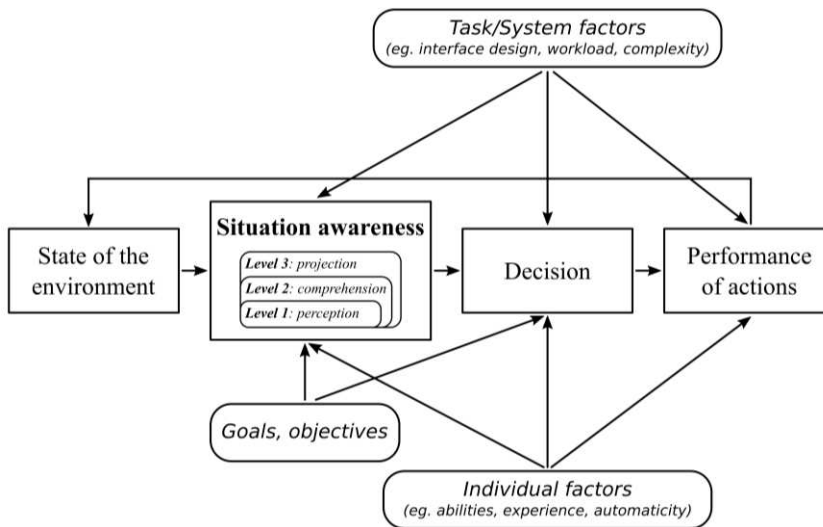 Task/System factors
(eg. interface design, workload, complexity)
State of the
environment
Situation awareness
Level 3: projection
Level 2: comprehension
Level 1: perception
Decision
Performance
of actions
Goals, objectives
Individual factors
(eg. abilities, experience, automaticity)